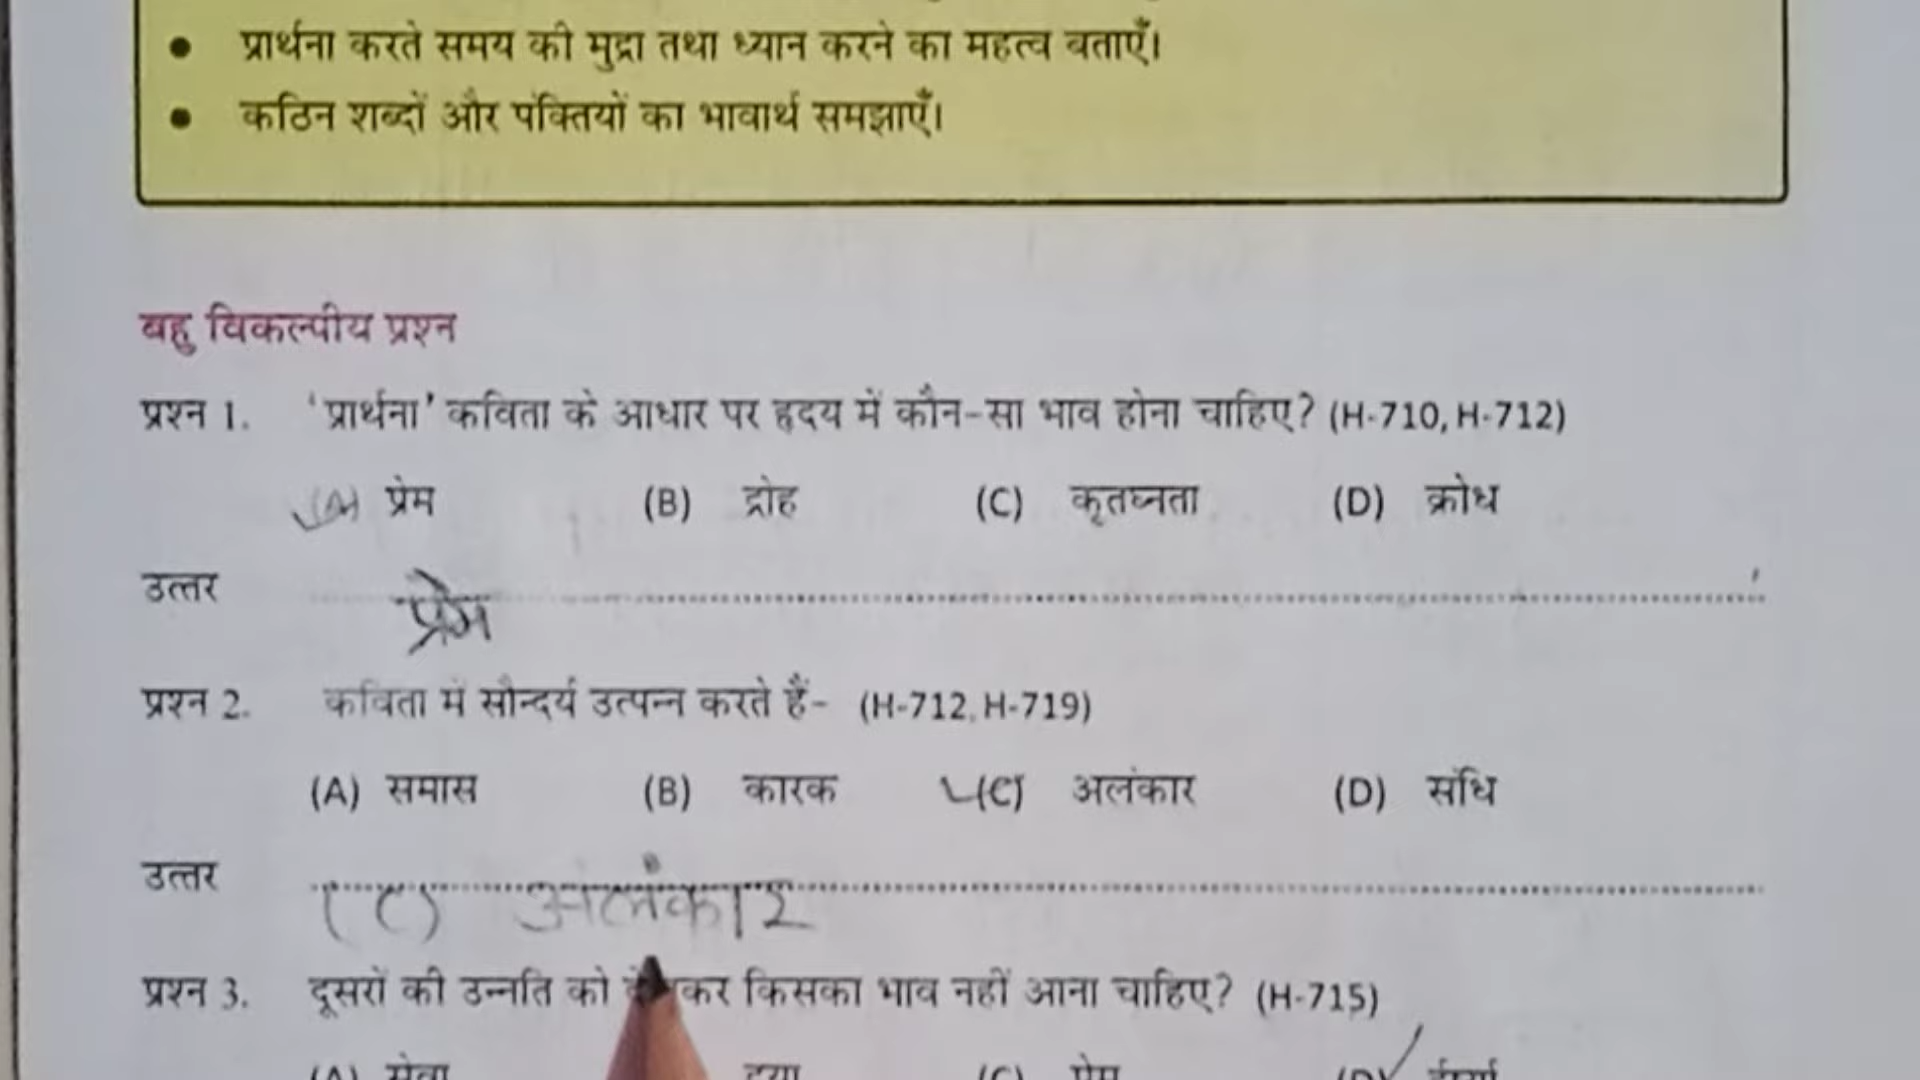 • प्रार्थना करते समय की मुद्रा तथा ध्यान करने का महत्व बताएँ।
• कठिन शब्दों और पंक्तियों का भावार्थ समझाएँ।
बहु विकल्पीय प्रश्न
प्रश्न 1. 'प्रार्थना' कविता के आधार पर हृदय में कौन-सा भाव होना चाहिए? (H-710, H-712)
(A) प्रेम (B) द्रोह (C) कृतघ्नता (D) क्रोध
उत्तर प्रेम
प्रश्न 2. कविता में सौन्दर्य उत्पन्न करते हैं- (H-712, H-719)
(A) समास (B) कारक (C) अलंकार (D) संधि
उत्तर (C) अलंकार
प्रश्न 3. दूसरों की उन्नति को किसका भाव नहीं आना चाहिए? (H-715)
(A) सेवा दया (C) प्रेम (D) ईर्ष्या